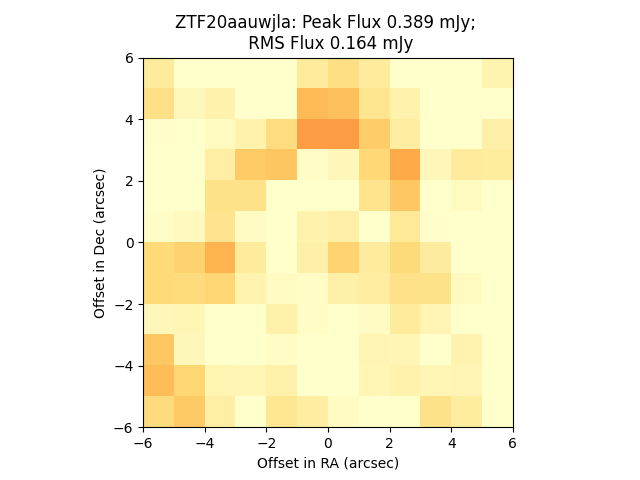 ZTF20aauwjla: Peak Flux 0.389 mJy;
RMS Flux 0.164 mJy
6
4
2
0
−2
−4
−6
Offset in Dec (arcsec)
−6 −4 −2 0 2 4 6
Offset in RA (arcsec)